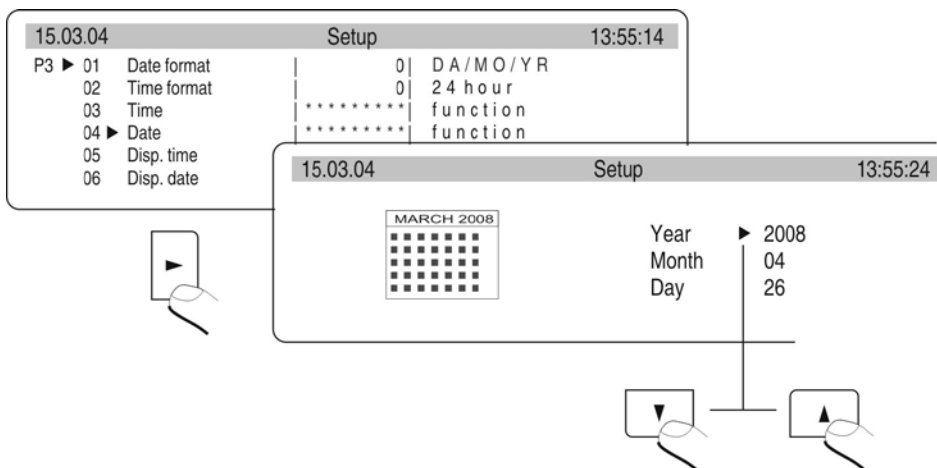 15.03.04 Setup 13:55:14
P3 ► 01 Date format | 0| DA/MO/YR
02 Time format 0| 24 hour
03 Time |*********| function
04 ► Date |*********| function
05 Disp. time
06 Disp. date
15.03.04 Setup 13:55:24
MARCH 2008
Year ► 2008
Month 04
Day 26